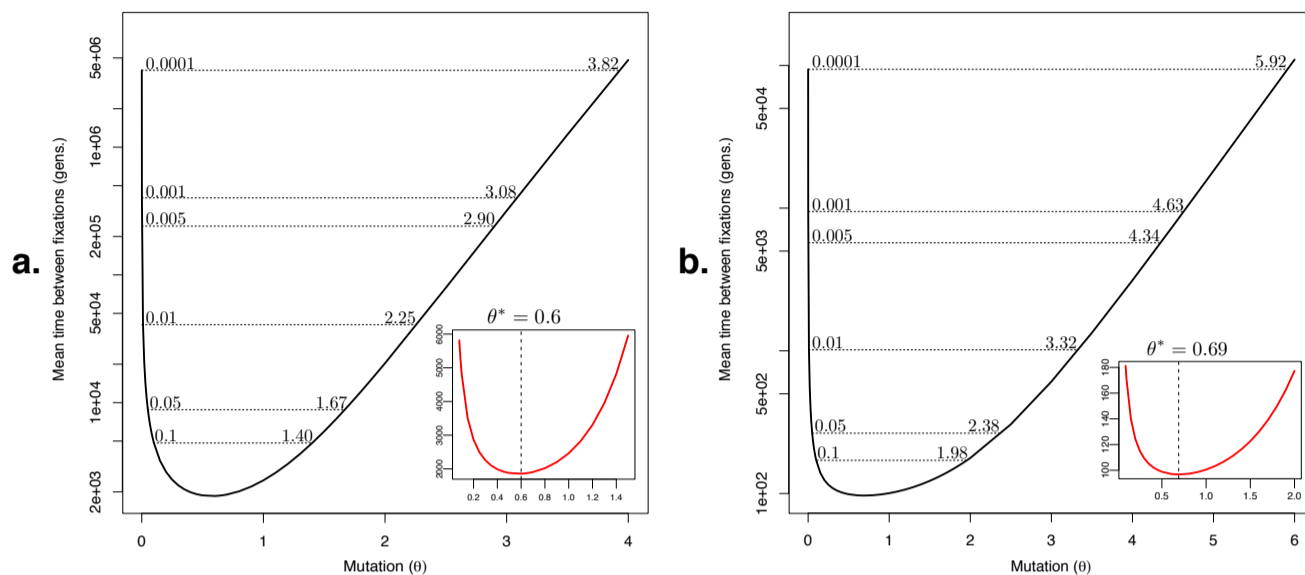 a.
Mean time between fixations (gens.)
5e+06
1e+06
2e+05
5e+04
1e+04
2e+03
0.0001 3.82
0.001 3.08
0.005 2.90
0.01 2.25
0.05 1.67
0.1 1.40
θ* = 0.6
6000
5000
4000
3000
2000
0.2 0.4 0.6 0.8 1.0 1.2 1.4
0 1 2 3 4
Mutation (θ)
b.
Mean time between fixations (gens.)
5e+04
5e+03
5e+02
1e+02
0.0001 5.92
0.001 4.63
0.005 4.34
0.01 3.32
0.05 2.38
0.1 1.98
θ* = 0.69
180
160
140
120
100
0.5 1.0 1.5 2.0
0 1 2 3 4 5 6
Mutation (θ)